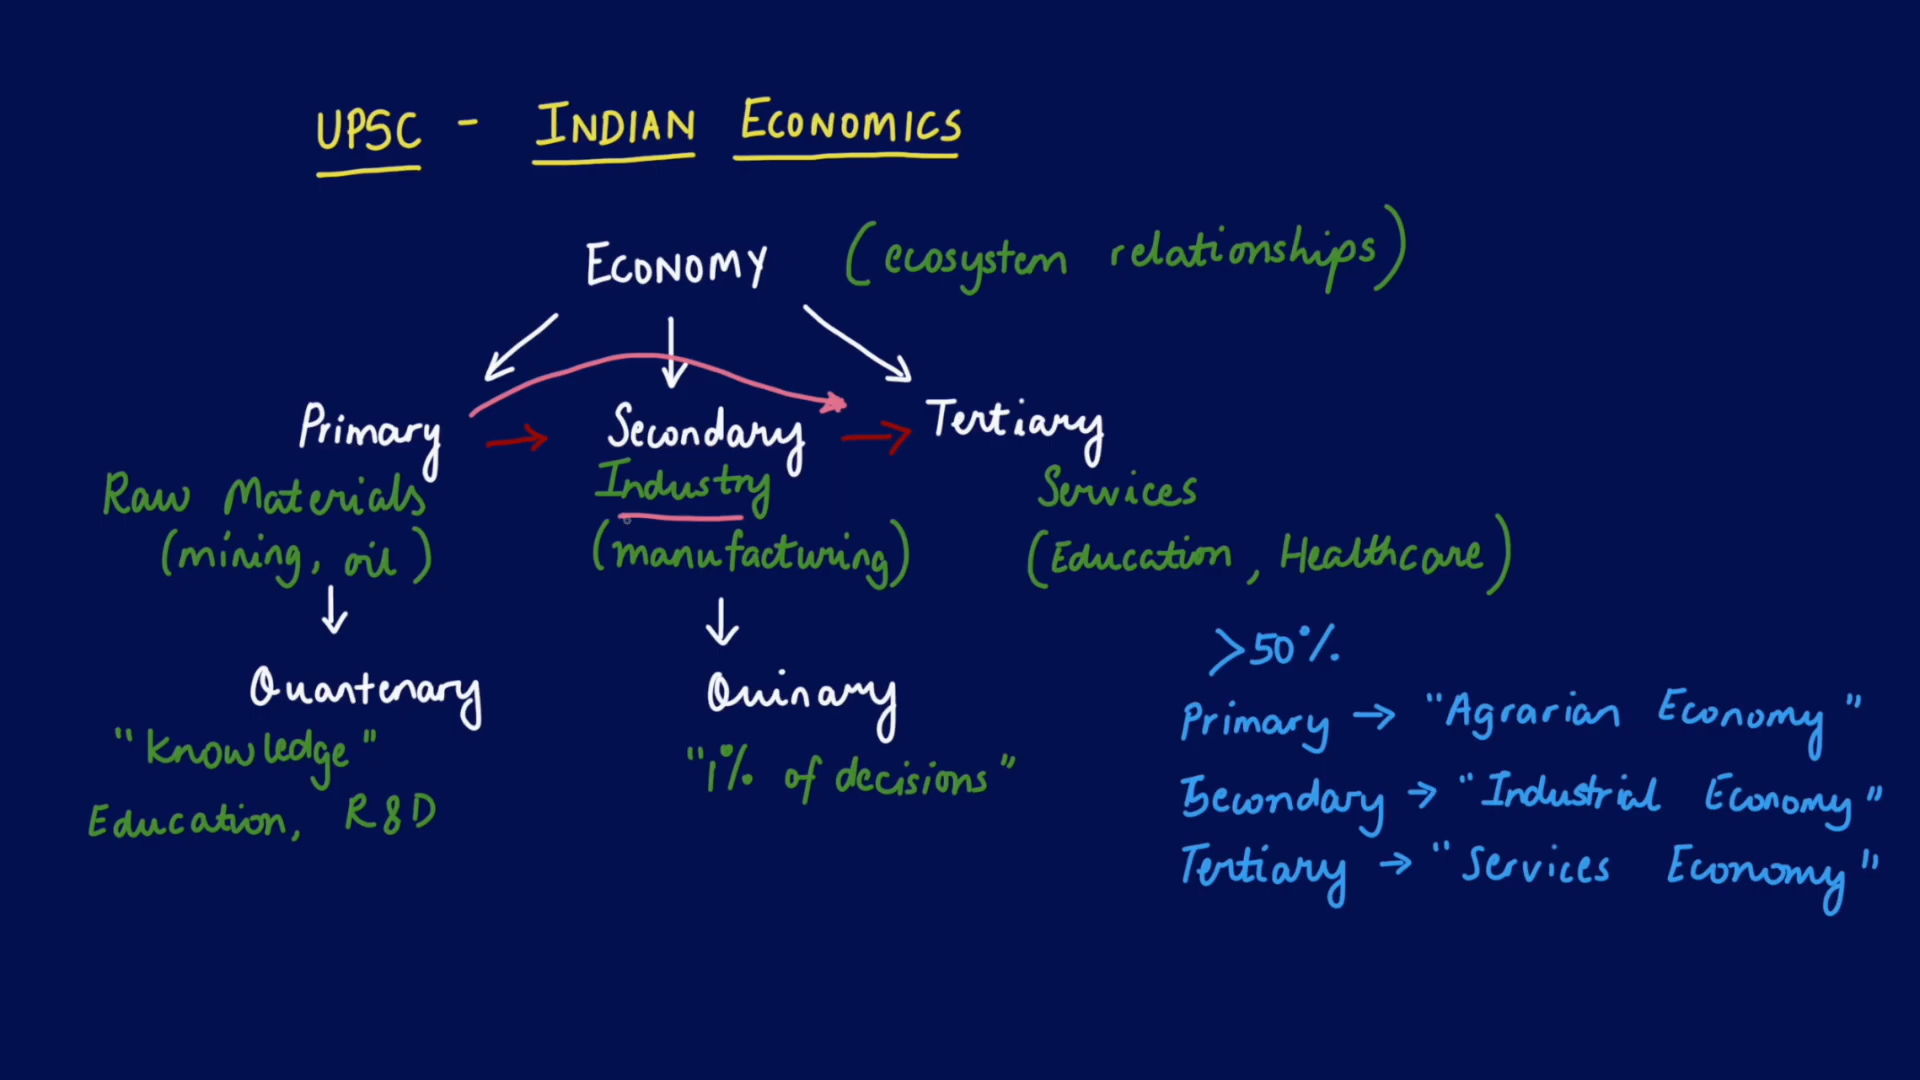 UPSC - INDIAN ECONOMICS
ECONOMY (ecosystem relationships)
Primary → Secondary → Tertiary
Raw Materials
(mining, oil)
Industry
(manufacturing)
Services
(Education, Healthcare)
Quantenary
"Knowledge"
Education, R&D
Quinary
"1% of decisions"
>50%
Primary → "Agrarian Economy"
Secondary → "Industrial Economy"
Tertiary → "Services Economy"